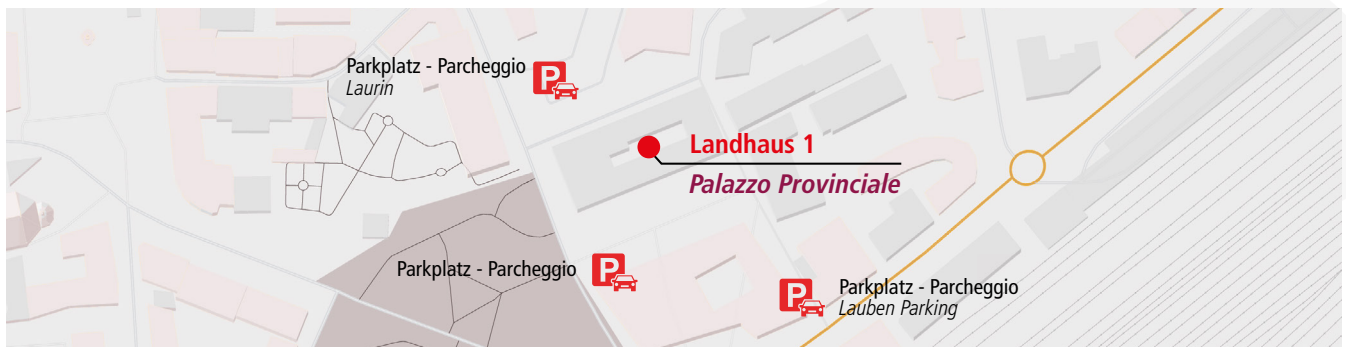 Parkplatz - Parcheggio
Laurin
P
Landhaus 1
Palazzo Provinciale
Parkplatz - Parcheggio
P
P
Parkplatz - Parcheggio
Lauben Parking